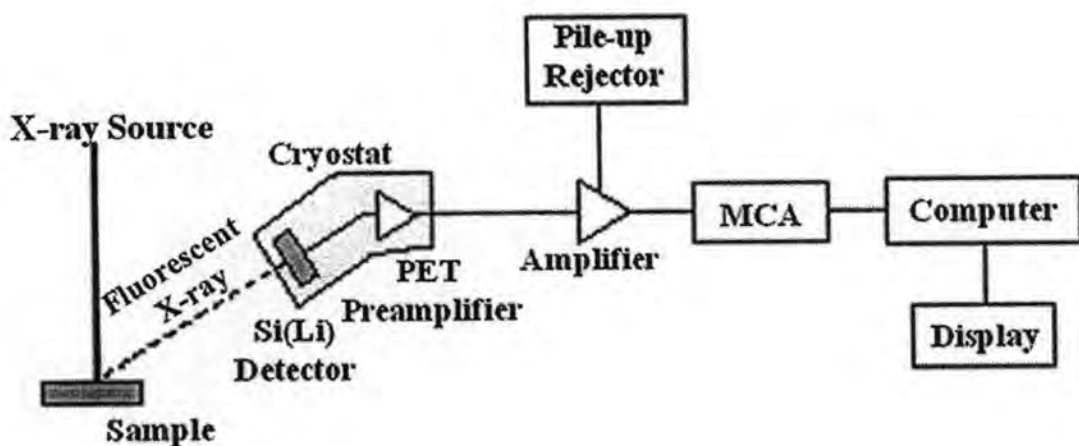 Pile-up
Rejector
X-ray Source
Cryostat
Fluorescent
X-ray
MCA
Computer
Amplifier
PET
Preamplifier
Si(Li)
Detector
Display
Sample